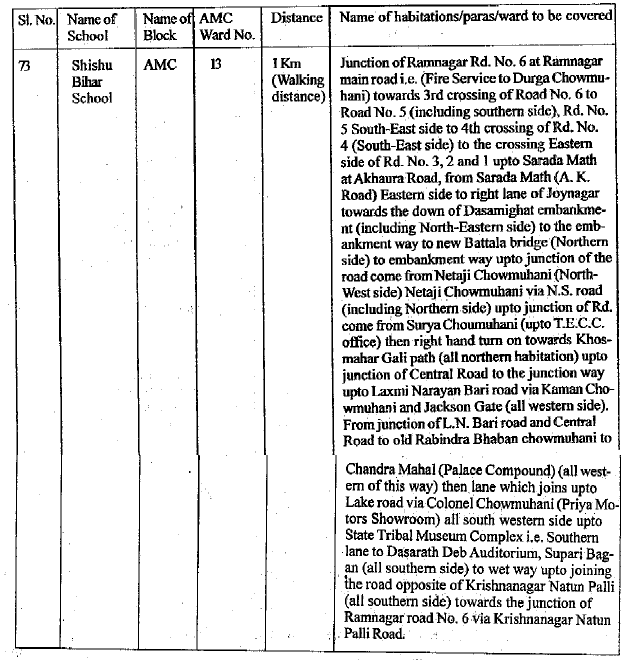 Sl. No. Name of School Name of Block AMC Ward No. Distance Name of habitations/paras/ward to be covered
73 Shishu Bihar School AMC 13 1 Km (Walking distance)
Junction of Ramnagar Rd. No. 6 at Ramnagar
main road i.e. (Fire Service to Durga Chowmu-
hani) towards 3rd crossing of Road No. 6 to
Road No. 5 (including southern side), Rd. No.
5 South-East side to 4th crossing of Rd. No.
4 (South-East side) to the crossing Eastern
side of Rd. No. 3, 2 and 1 upto Sarada Math
at Akhaura Road, from Sarada Math (A. K.
Road) Eastern side to right lane of Joynagar
towards the down of Dasamighat embankme-
nt (including North-Eastern side) to the emb-
ankment way to new Battala bridge (Northern
side) to embankment way upto junction of the
road come from Netaji Chowmuhani (North-
West side) Netaji Chowmuhani via N.S. road
(including Northern side) upto junction of Rd.
come from Surya Choumuhani (upto T.E.C.C.
office) then right hand turn on towards Khos-
mahar Gali path (all northern habitation) upto
junction of Central Road to the junction way
upto Laxmi Narayan Bari road via Kaman Cho-
wmuhani and Jackson Gate (all western side).
From junction of L.N. Bari road and Central
Road to old Rabindra Bhaban chowmuhani to
Chandra Mahal (Palace Compound) (all west-
ern of this way) then lane which joins upto
Lake road via Colonel Chowmuhani (Priya Mo-
tors Showroom) all south western side upto
State Tribal Museum Complex i.e. Southern
lane to Dasarath Deb Auditorium, Supari Bag-
an (all southern side) to wet way upto joining
the road opposite of Krishnanagar Natun Palli
(all southern side) towards the junction of
Ramnagar road No. 6 via Krishnanagar Natun
Palli Road.